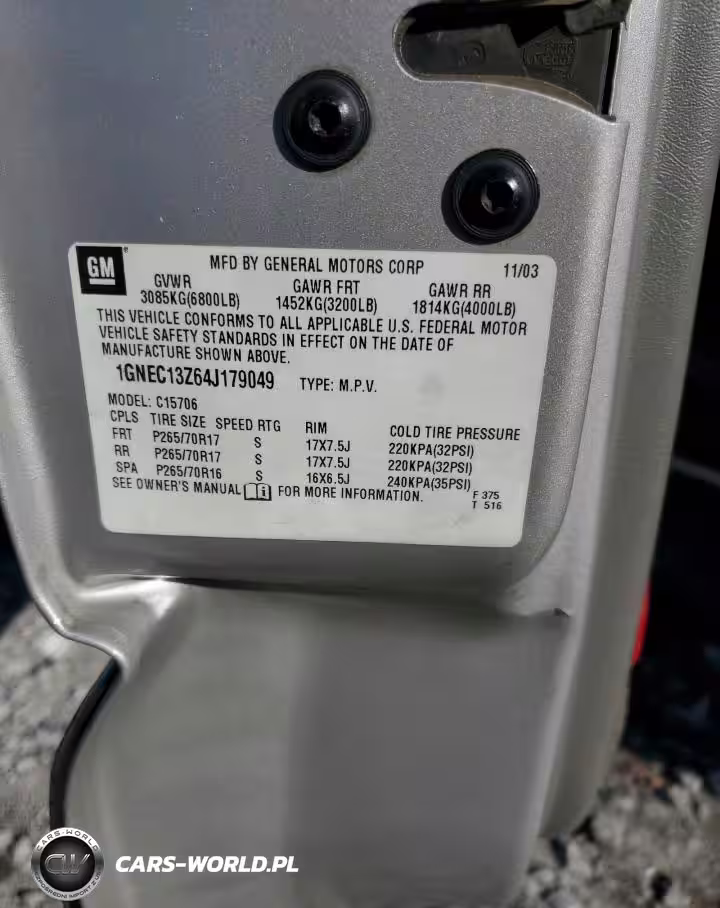 GM
MFD BY GENERAL MOTORS CORP 11/03
GVWR GAWR FRT GAWR RR
3085KG(6800LB) 1452KG(3200LB) 1814KG(4000LB)
THIS VEHICLE CONFORMS TO ALL APPLICABLE U.S. FEDERAL MOTOR
VEHICLE SAFETY STANDARDS IN EFFECT ON THE DATE OF
MANUFACTURE SHOWN ABOVE.
1GNEC13Z64J179049 TYPE: M.P.V.
MODEL: C15706
CPLS TIRE SIZE SPEED RTG RIM COLD TIRE PRESSURE
FRT P265/70R17 S 17X7.5J 220KPA(32PSI)
RR P265/70R17 S 17X7.5J 220KPA(32PSI)
SPA P265/70R16 S 16X6.5J 240KPA(35PSI)
SEE OWNER'S MANUAL FOR MORE INFORMATION.
F 375
T 516
CARS-WORLD
CW
CARS-WORLD.PL